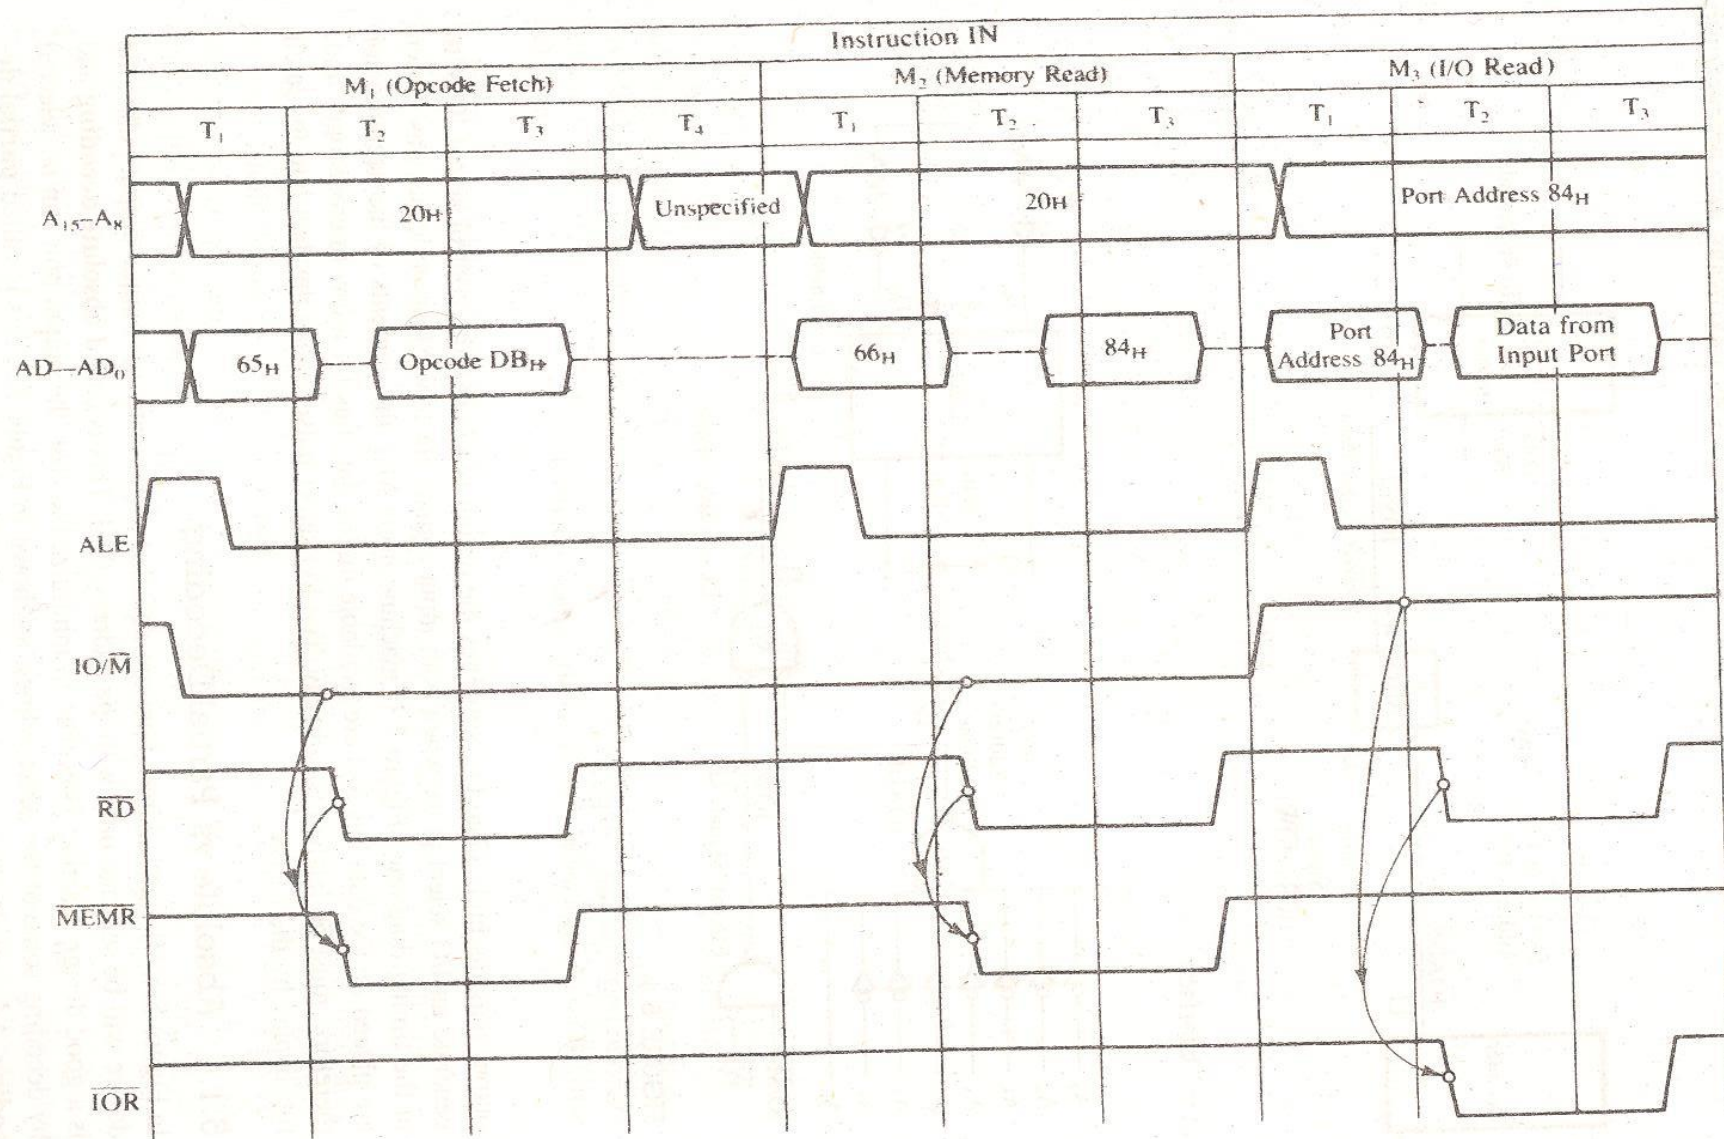 Instruction IN
M₁ (Opcode Fetch)
M₂ (Memory Read)
M₃ (I/O Read)
T₁ T₂ T₃ T₄ T₁ T₂ T₃ T₁ T₂ T₃
A₁₅–A₈ 20H Unspecified 20H Port Address 84H
AD—AD₀ 65H Opcode DBH 66H 84H
Port
Address 84H
Data from
Input Port
ALE
IO/M̅
R̅D̅
M̅E̅M̅R̅
I̅O̅R̅